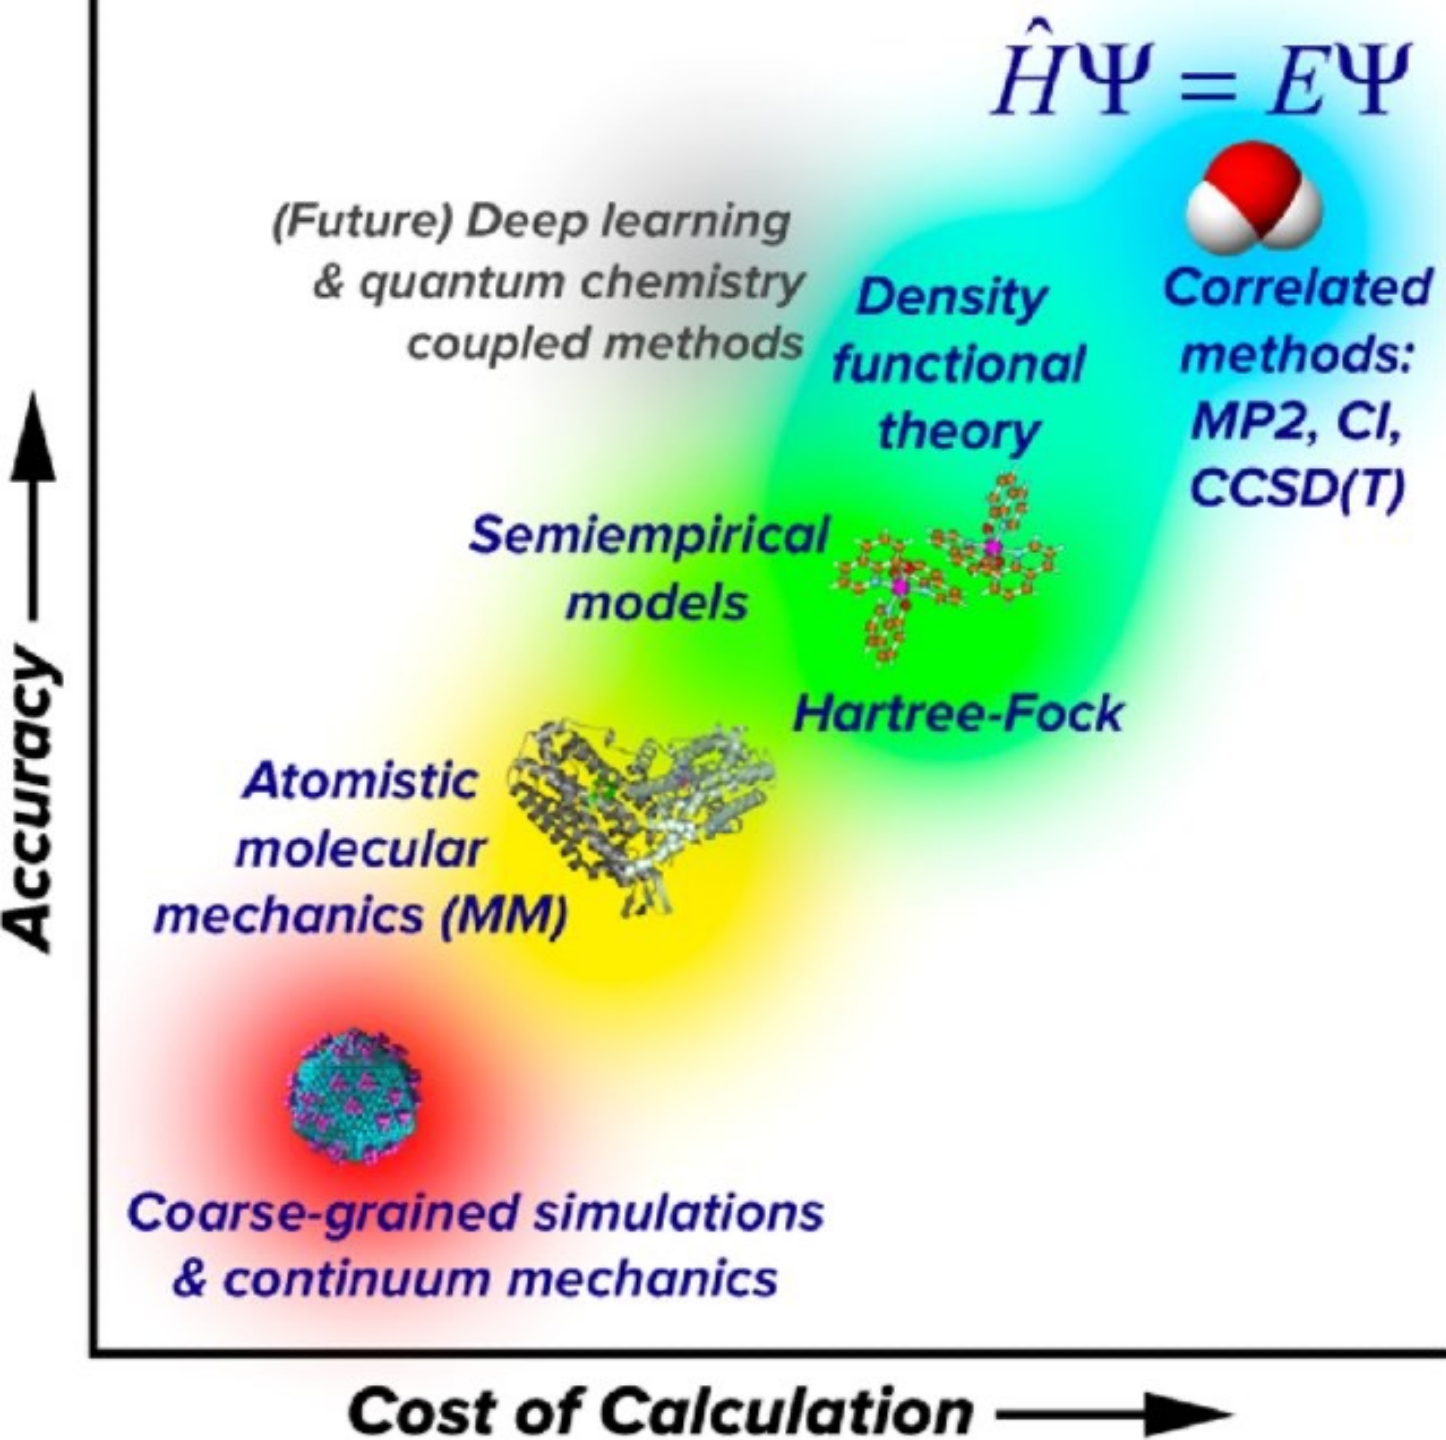 ĤΨ = EΨ
(Future) Deep learning
& quantum chemistry
coupled methods
Density
functional
theory
Correlated
methods:
MP2, CI,
CCSD(T)
Semiempirical
models
Hartree-Fock
Atomistic
molecular
mechanics (MM)
Coarse-grained simulations
& continuum mechanics
Accuracy
Cost of Calculation